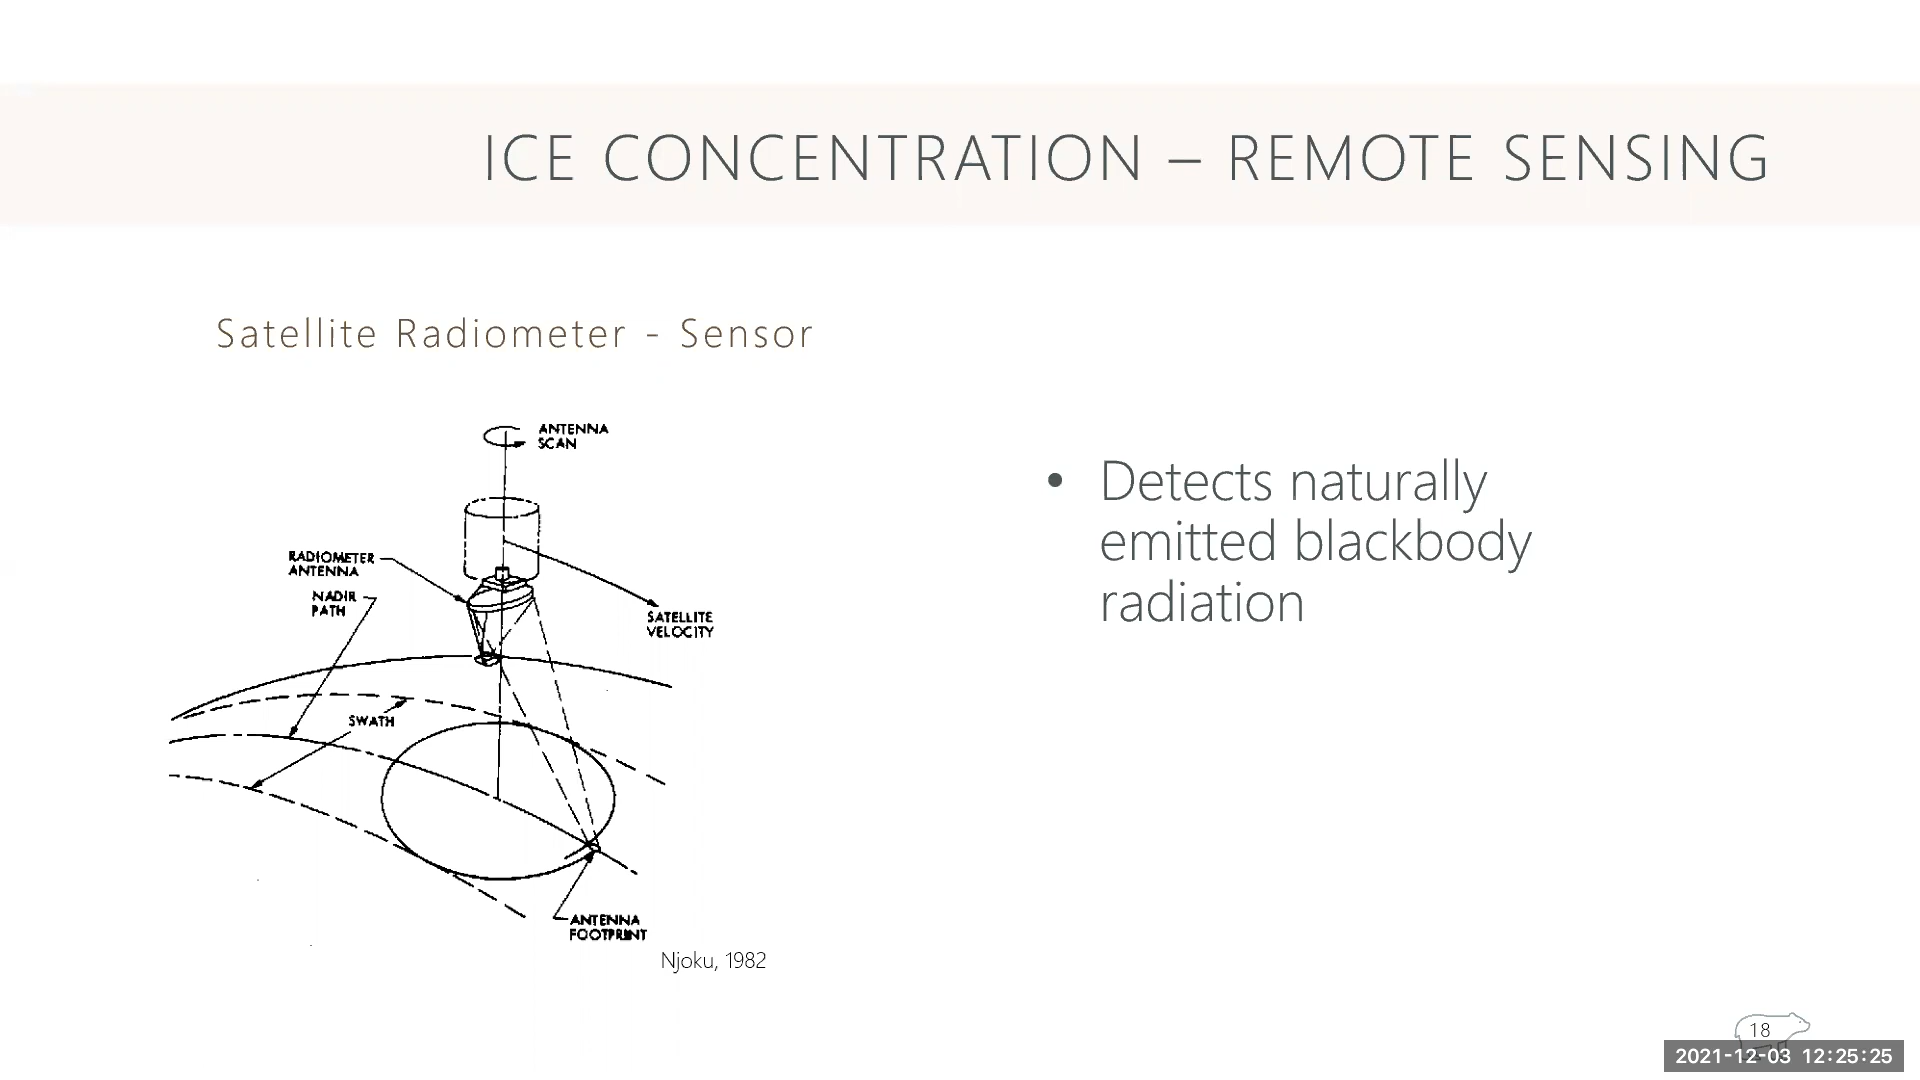 ICE CONCENTRATION – REMOTE SENSING
Satellite Radiometer - Sensor
ANTENNA
SCAN
RADIOMETER
ANTENNA
NADIR
PATH
SATELLITE
VELOCITY
SWATH
ANTENNA
FOOTPRINT
Njoku, 1982
• Detects naturally
emitted blackbody
radiation
18
2021-12-03 12:25:25